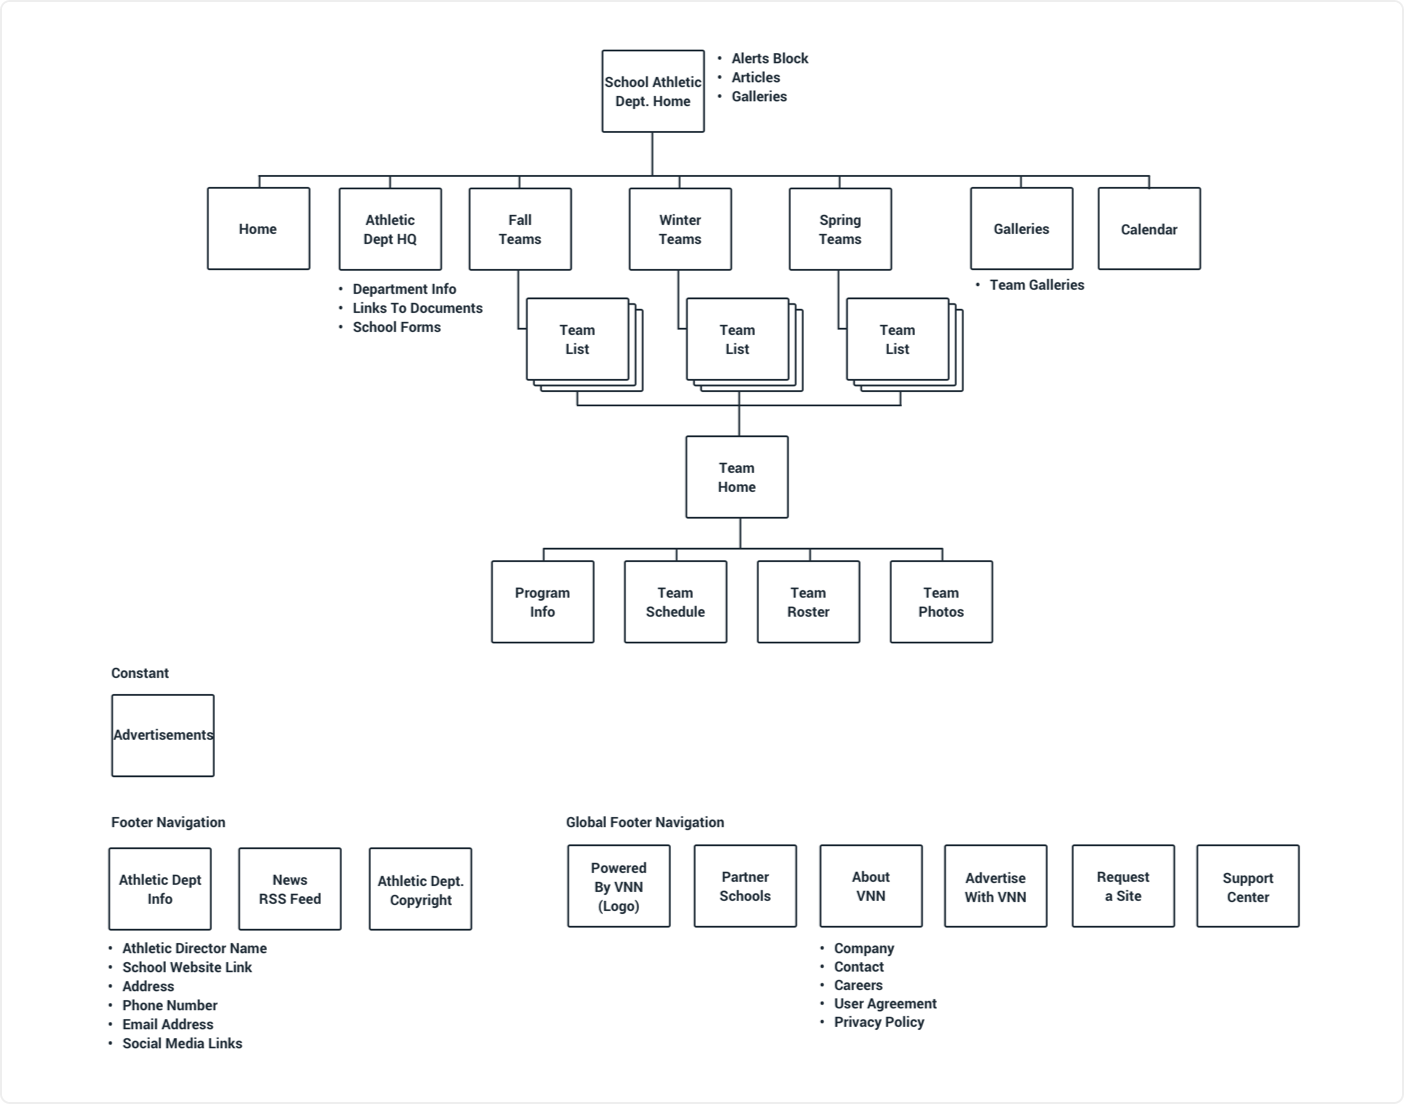 School Athletic
Dept. Home
• Alerts Block
• Articles
• Galleries
Home
Athletic
Dept HQ
Fall
Teams
Winter
Teams
Spring
Teams
Galleries
Calendar
• Department Info
• Links To Documents
• School Forms
• Team Galleries
Team
List
Team
List
Team
List
Team
Home
Program
Info
Team
Schedule
Team
Roster
Team
Photos
Constant
Advertisements
Footer Navigation
Athletic Dept
Info
News
RSS Feed
Athletic Dept.
Copyright
• Athletic Director Name
• School Website Link
• Address
• Phone Number
• Email Address
• Social Media Links
Global Footer Navigation
Powered
By VNN
(Logo)
Partner
Schools
About
VNN
Advertise
With VNN
Request
a Site
Support
Center
• Company
• Contact
• Careers
• User Agreement
• Privacy Policy